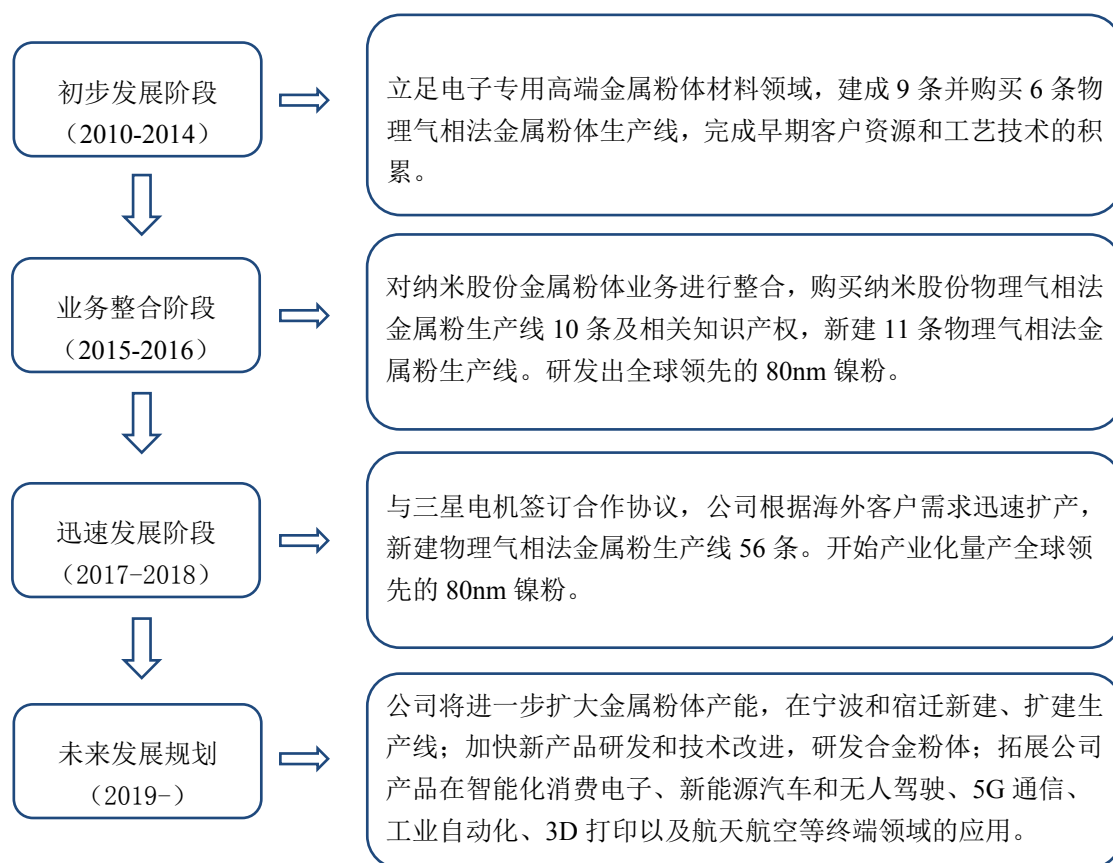 初步发展阶段
（2010-2014）
立足电子专用高端金属粉体材料领域，建成 9 条并购买 6 条物
理气相法金属粉体生产线，完成早期客户资源和工艺技术的积
累。
业务整合阶段
（2015-2016）
对纳米股份金属粉体业务进行整合，购买纳米股份物理气相法
金属粉生产线 10 条及相关知识产权，新建 11 条物理气相法金
属粉生产线。研发出全球领先的 80nm 镍粉。
迅速发展阶段
（2017-2018）
与三星电机签订合作协议，公司根据海外客户需求迅速扩产，
新建物理气相法金属粉生产线 56 条。开始产业化量产全球领
先的 80nm 镍粉。
未来发展规划
（2019-）
公司将进一步扩大金属粉体产能，在宁波和宿迁新建、扩建生
产线；加快新产品研发和技术改进，研发合金粉体；拓展公司
产品在智能化消费电子、新能源汽车和无人驾驶、5G 通信、
工业自动化、3D 打印以及航天航空等终端领域的应用。